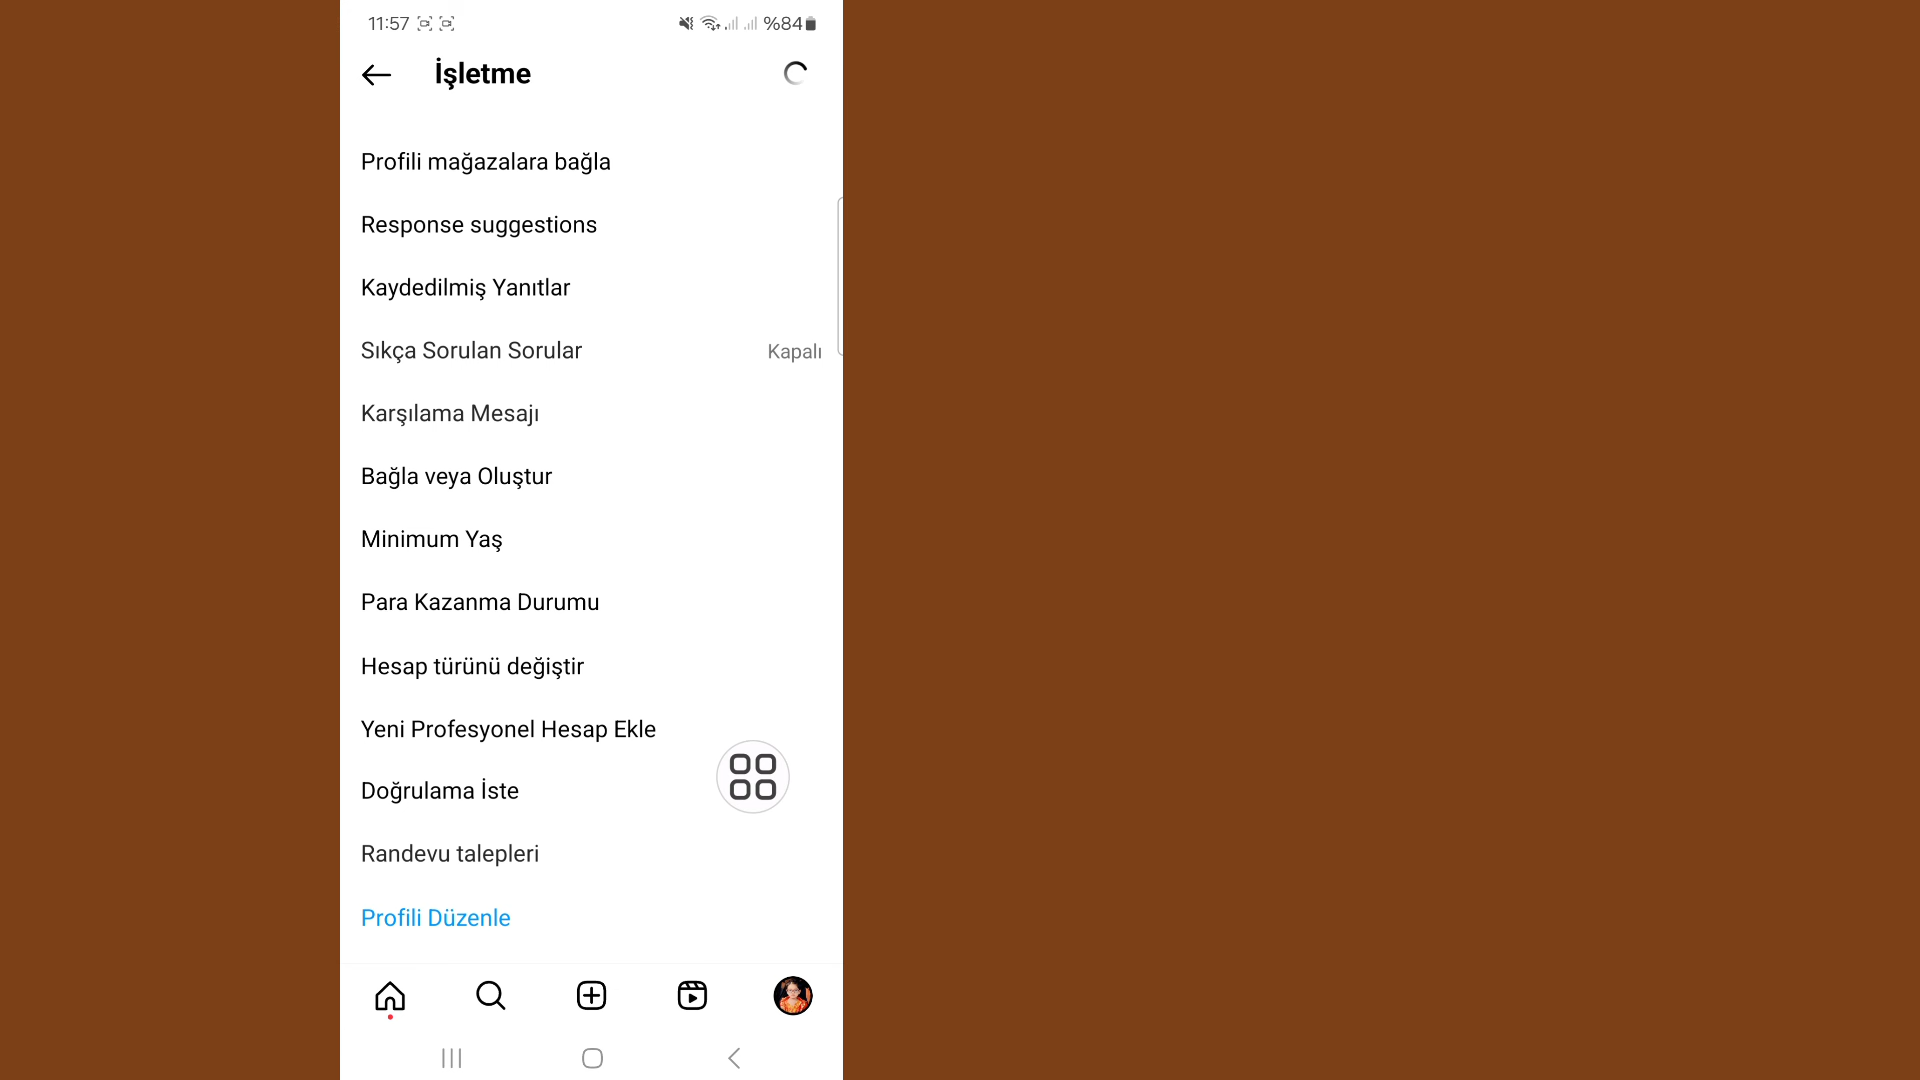 11:57 %84
İşletme
Profili mağazalara bağla
Response suggestions
Kaydedilmiş Yanıtlar
Sıkça Sorulan Sorular Kapalı
Karşılama Mesajı
Bağla veya Oluştur
Minimum Yaş
Para Kazanma Durumu
Hesap türünü değiştir
Yeni Profesyonel Hesap Ekle
Doğrulama İste
Randevu talepleri
Profili Düzenle